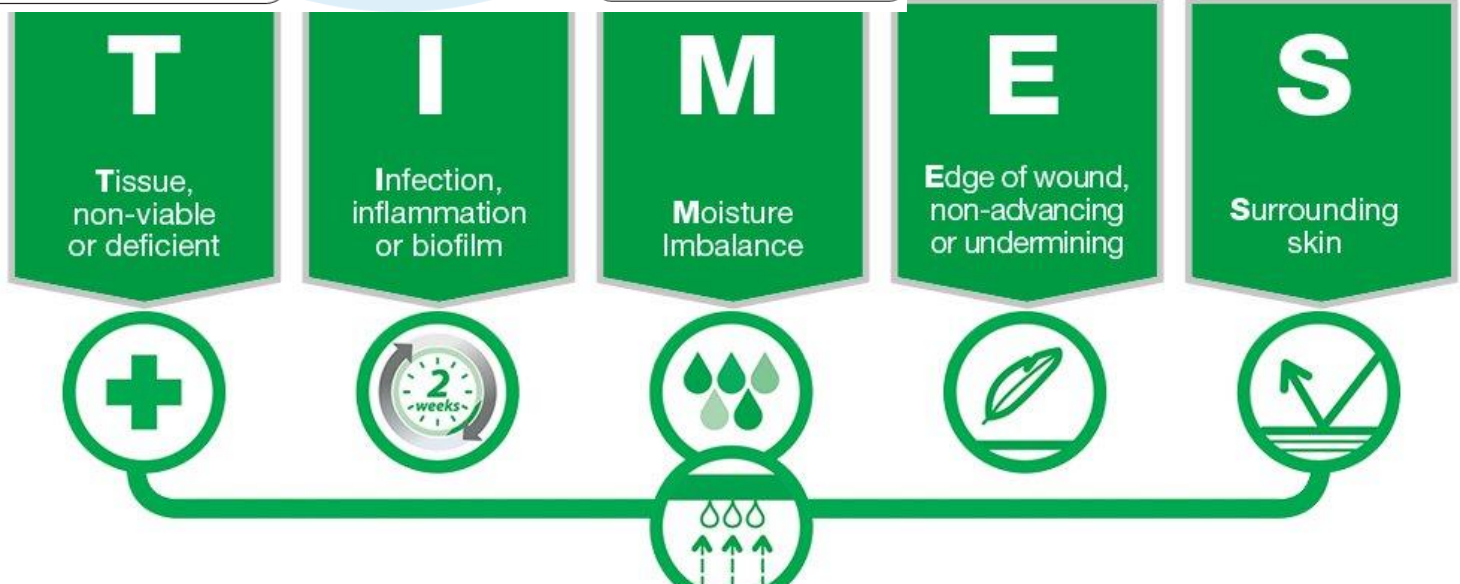 T
Tissue,
non-viable
or deficient
I
Infection,
inflammation
or biofilm
2
weeks
M
Moisture
Imbalance
E
Edge of wound,
non-advancing
or undermining
S
Surrounding
skin